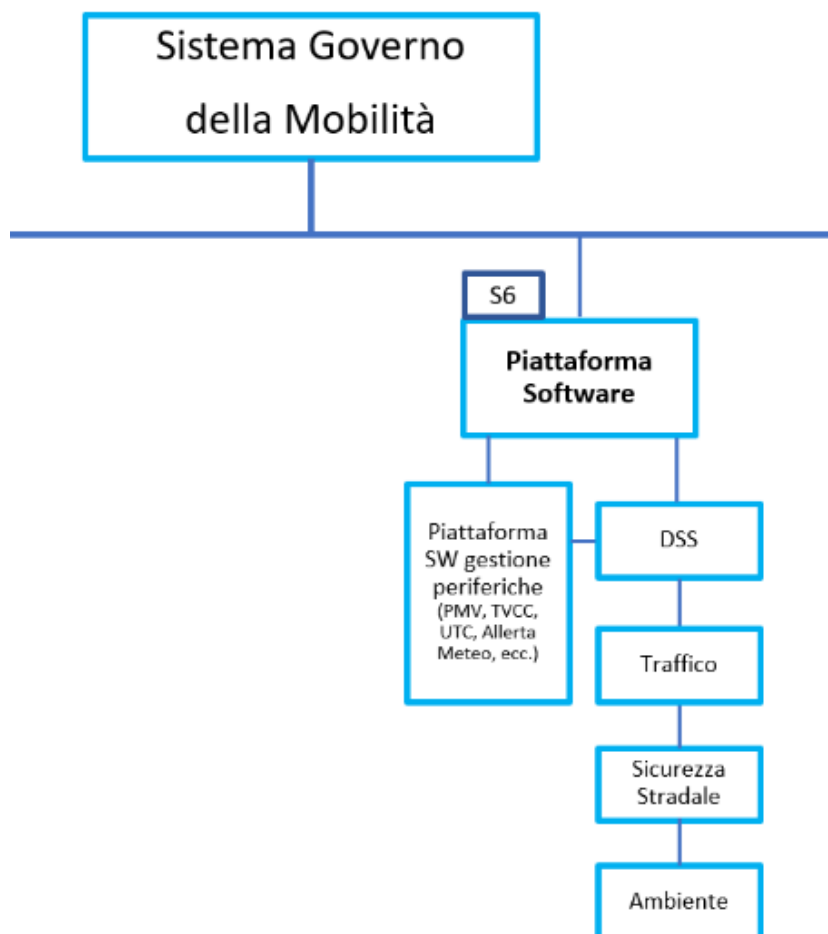 Sistema Governo
della Mobilità
S6
Piattaforma
Software
Piattaforma
SW gestione
periferiche
(PMV, TVCC,
UTC, Allerta
Meteo, ecc.)
DSS
Traffico
Sicurezza
Stradale
Ambiente